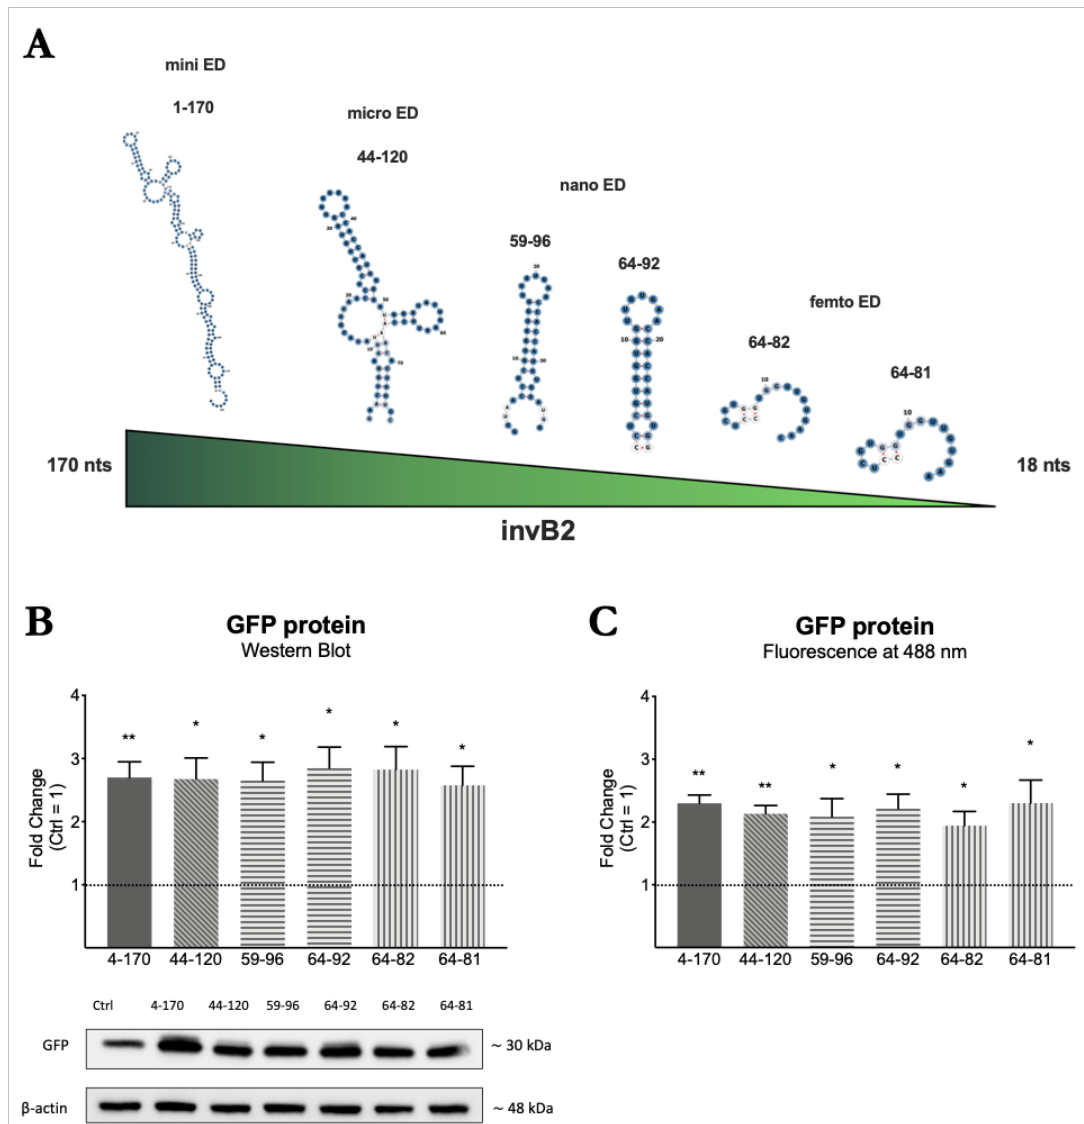 A
mini ED
1-170
micro ED
44-120
nano ED
59-96
64-92
femto ED
64-82
64-81
170 nts
18 nts
invB2
B
GFP protein
Western Blot
Fold Change
(Ctrl = 1)
4
3
2
1
** * * * * *
4-170 44-120 59-96 64-92 64-82 64-81
Ctrl 4-170 44-120 59-96 64-92 64-82 64-81
GFP ~ 30 kDa
β-actin ~ 48 kDa
C
GFP protein
Fluorescence at 488 nm
Fold Change
(Ctrl = 1)
4
3
2
1
** ** * * * *
4-170 44-120 59-96 64-92 64-82 64-81